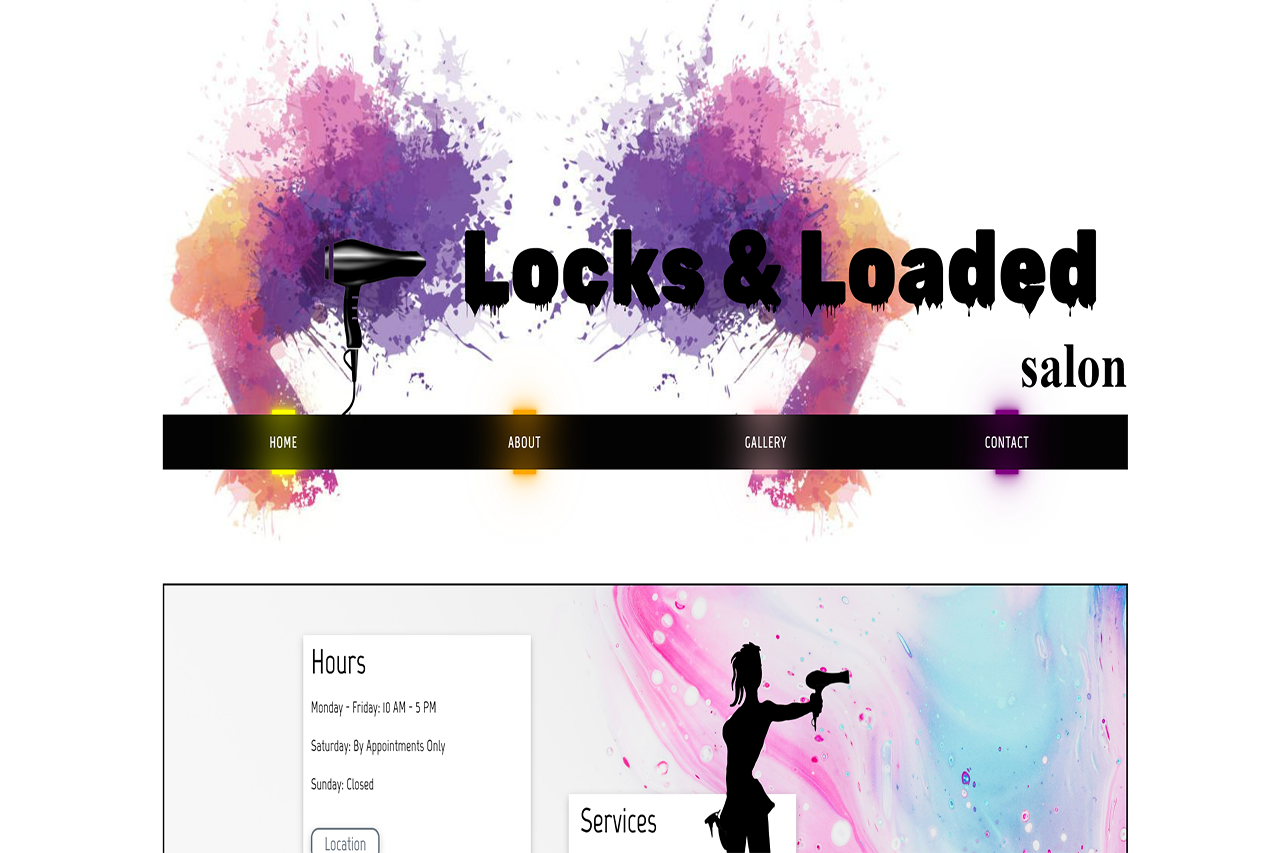 Locks & Loaded
salon
HOME ABOUT GALLERY CONTACT
Hours
Monday - Friday: 10 AM - 5 PM
Saturday: By Appointments Only
Sunday: Closed
Location
Services